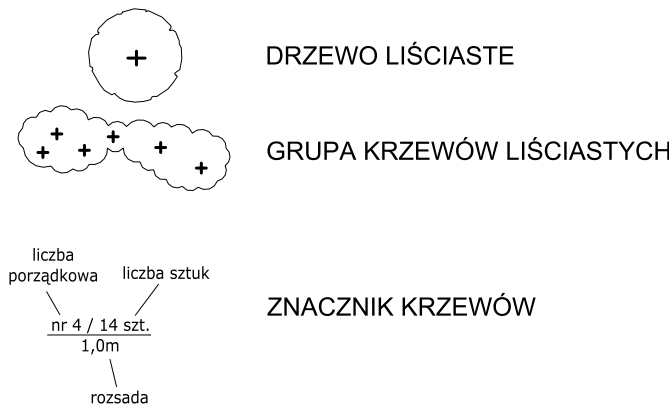 DRZEWO LIŚCIASTE
GRUPA KRZEWÓW LIŚCIASTYCH
liczba
porządkowa
liczba sztuk
nr 4 / 14 szt.
1,0m
rozsada
ZNACZNIK KRZEWÓW